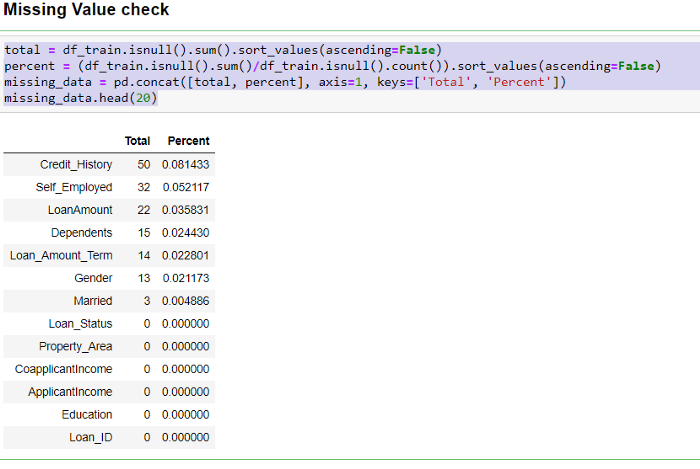 Missing Value check
total = df_train.isnull().sum().sort_values(ascending=False)
percent = (df_train.isnull().sum()/df_train.isnull().count()).sort_values(ascending=False)
missing_data = pd.concat([total, percent], axis=1, keys=['Total', 'Percent'])
missing_data.head(20)
Total Percent
Credit_History 50 0.081433
Self_Employed 32 0.052117
LoanAmount 22 0.035831
Dependents 15 0.024430
Loan_Amount_Term 14 0.022801
Gender 13 0.021173
Married 3 0.004886
Loan_Status 0 0.000000
Property_Area 0 0.000000
CoapplicantIncome 0 0.000000
ApplicantIncome 0 0.000000
Education 0 0.000000
Loan_ID 0 0.000000